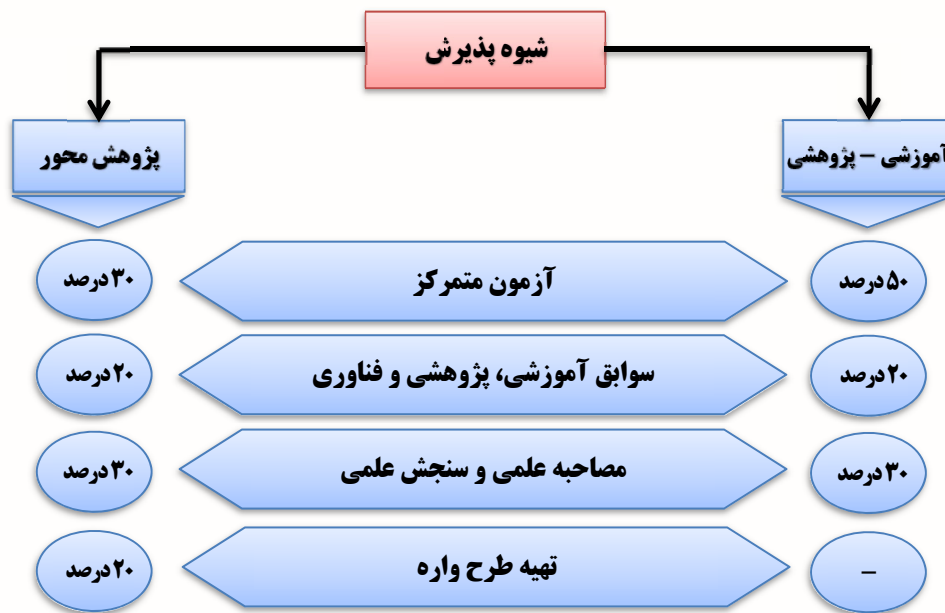 شیوه پذیرش
آموزشی – پژوهشی
پژوهش محور
۵۰ درصد
آزمون متمرکز
۳۰ درصد
۲۰ درصد
سوابق آموزشی، پژوهشی و فناوری
۲۰ درصد
۳۰ درصد
مصاحبه علمی و سنجش علمی
۳۰ درصد
–
تهیه طرح واره
۲۰ درصد